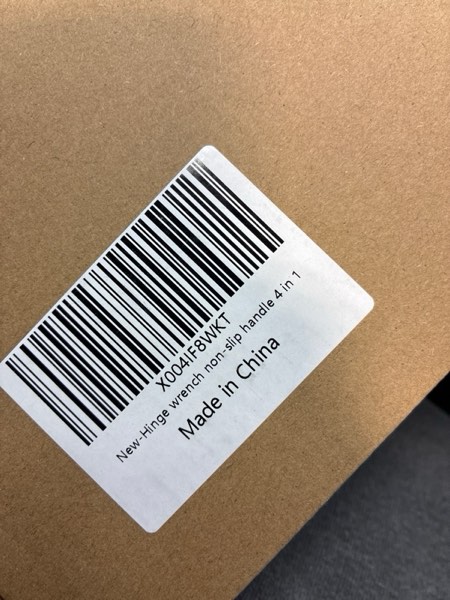 X004IF8WKT
New-Hinge wrench non-slip handle 4 in 1
Made in China